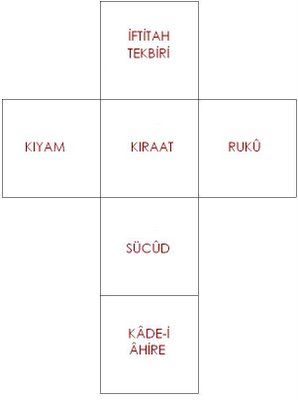 İFTİTAH
TEKBİRİ
KIYAM
KIRAAT
RUKÛ
SÜCÛD
KÂDE-İ
ÂHİRE